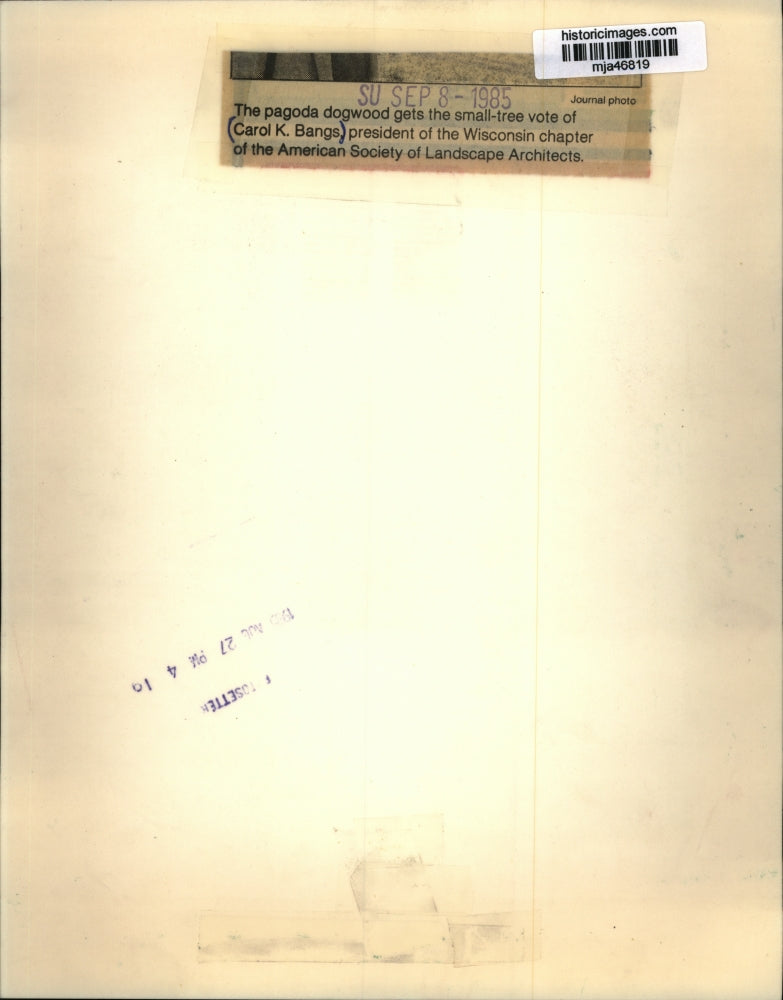 historicimages.com
mja46819
SU SEP 8 - 1985
Journal photo
The pagoda dogwood gets the small-tree vote of
(Carol K. Bangs,) president of the Wisconsin chapter
of the American Society of Landscape Architects.
AUG 27 PM 4 19
TOSETTER